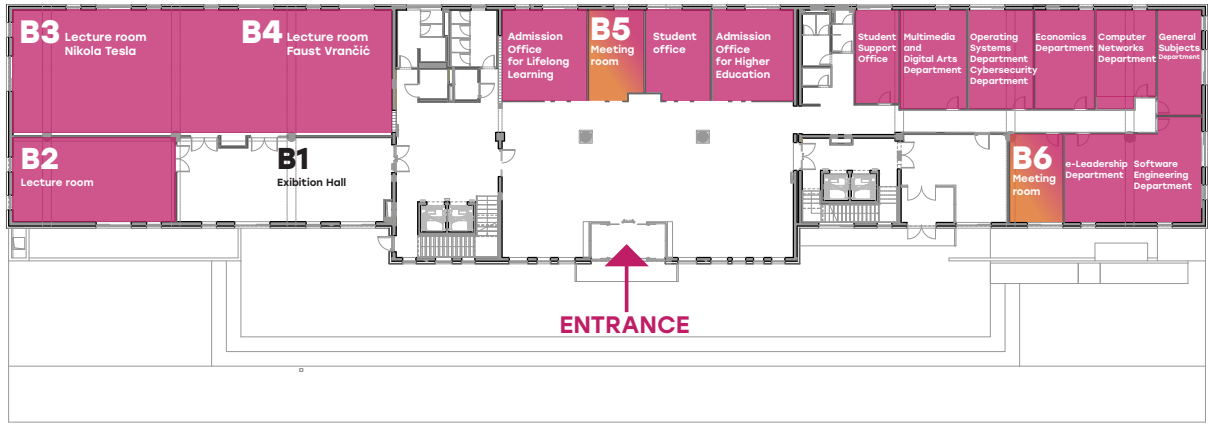 B3 Lecture room
Nikola Tesla
B4 Lecture room
Faust Vrančić
Admission
Office
for Lifelong
Learning
B5
Meeting
room
Student
office
Admission
Office
for Higher
Education
Student
Support
Office
Multimedia
and
Digital Arts
Department
Operating
Systems
Department
Cybersecurity
Department
Economics
Department
Computer
Networks
Department
General
Subjects
Department
B2
Lecture room
B1
Exibition Hall
B6
Meeting
room
e-Leadership
Department
Software
Engineering
Department
ENTRANCE